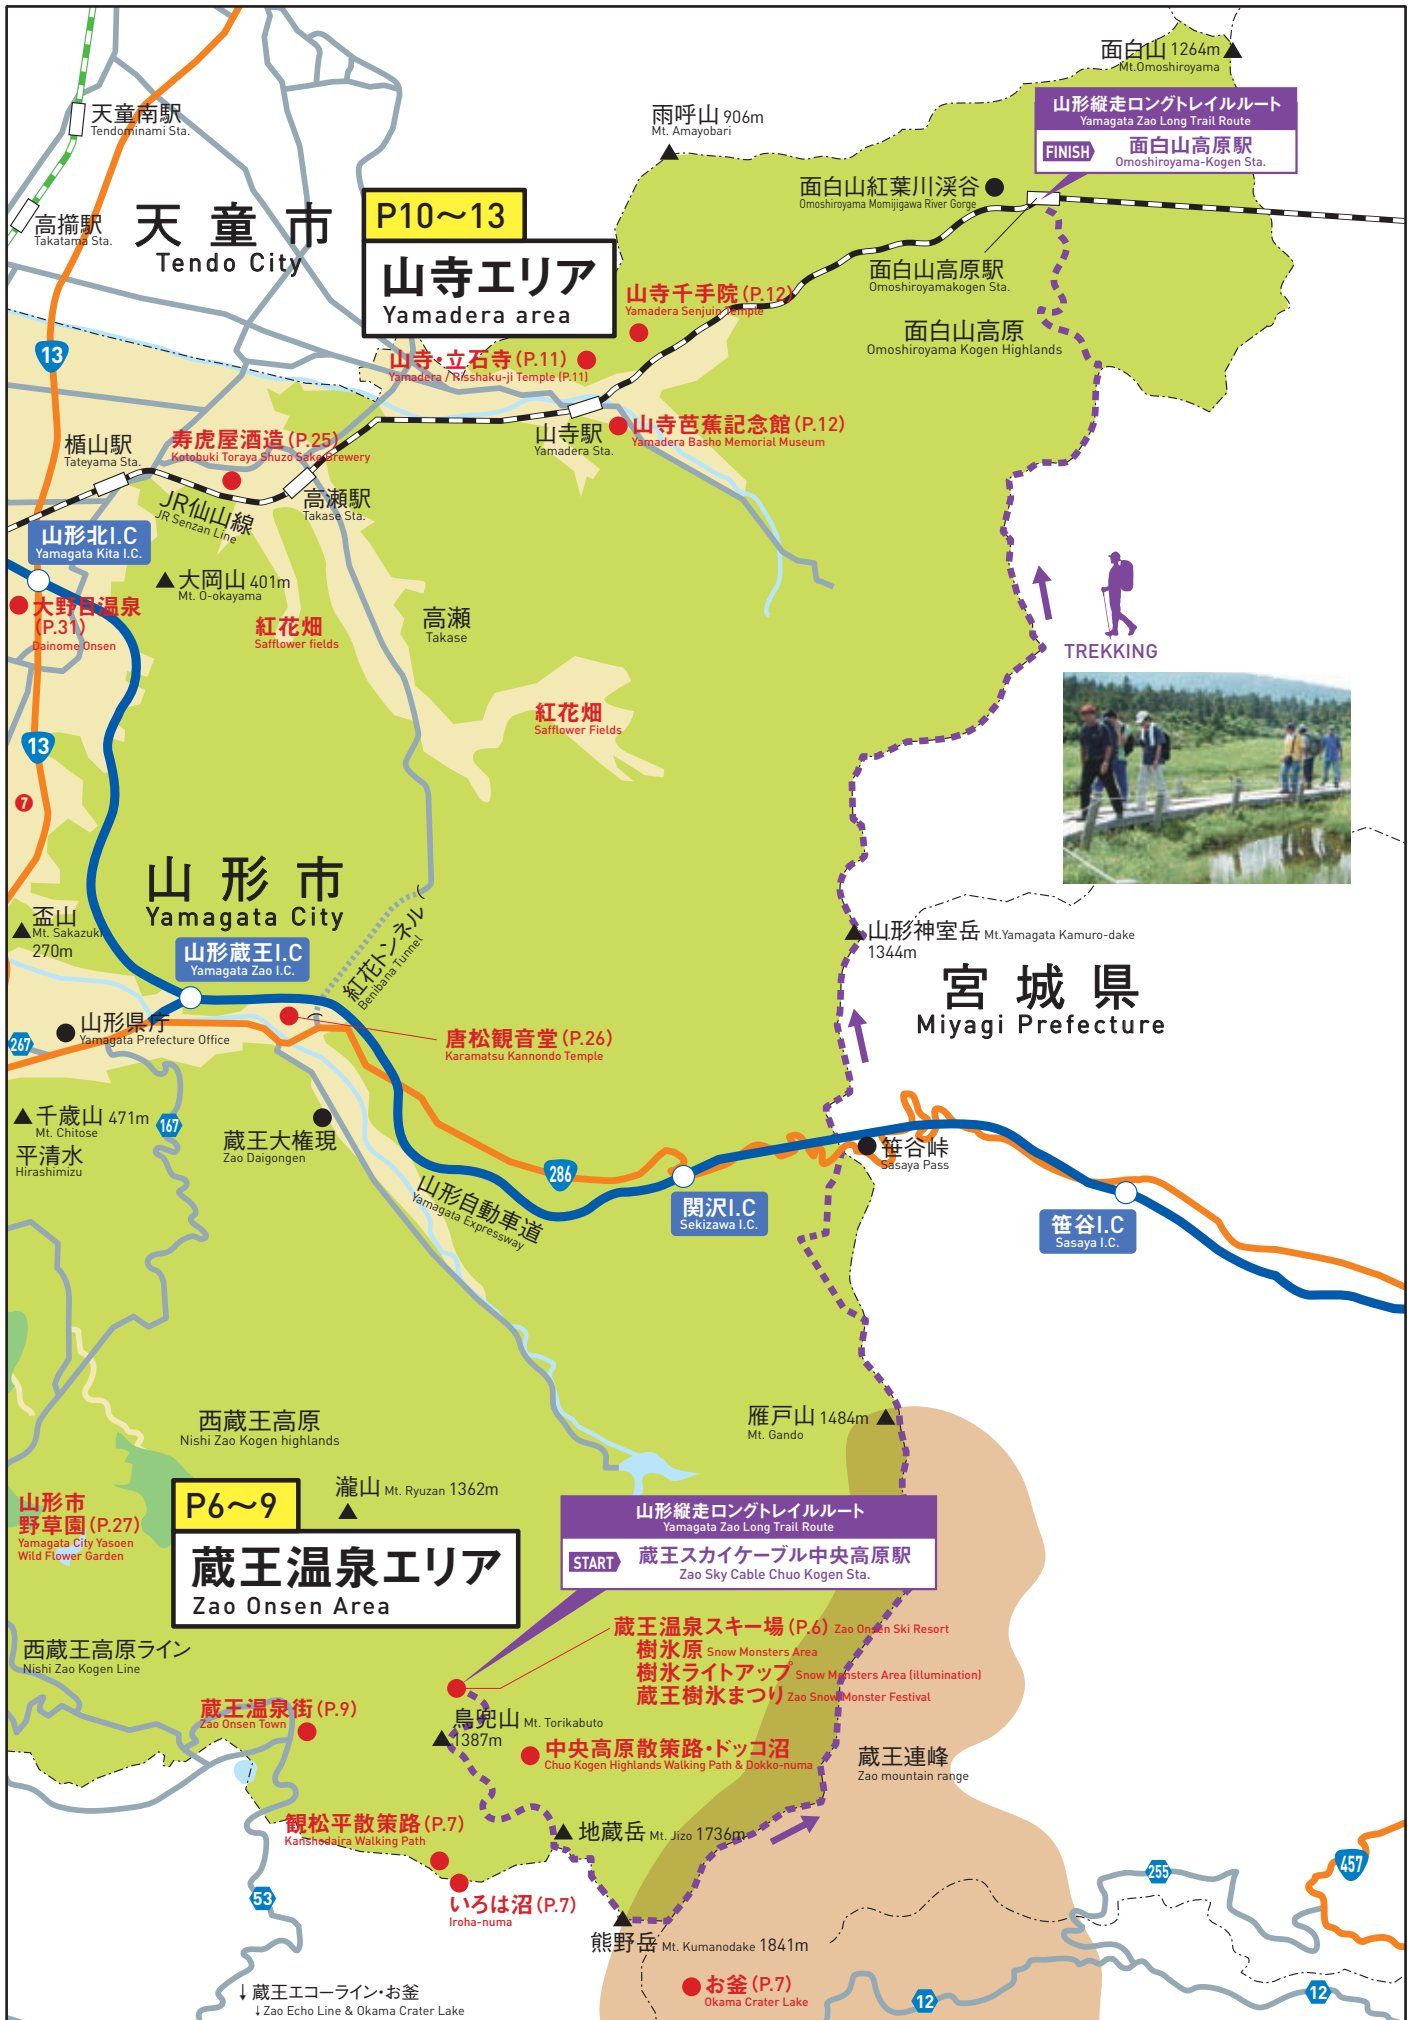 面白山 1264m
Mt.Omoshiroyama
山形縦走ロングトレイルルート
Yamagata Zao Long Trail Route
FINISH
面白山高原駅
Omoshiroyama-Kogen Sta.
天童南駅
Tendominami Sta.
雨呼山 906m
Mt. Amayobari
面白山紅葉川渓谷
Omoshiroyama Momijigawa River Gorge
高擶駅
Takatama Sta.
天童市
Tendo City
P10〜13
山寺エリア
Yamadera area
面白山高原駅
Omoshiroyamakogen Sta.
山寺千手院(P.12)
Yamadera Senjuin Temple
面白山高原
Omoshiroyama Kogen Highlands
13
山寺・立石寺(P.11)
Yamadera / Risshaku-ji Temple (P.11)
山寺芭蕉記念館(P.12)
Yamadera Basho Memorial Museum
山寺駅
Yamadera Sta.
楯山駅
Tateyama Sta.
寿虎屋酒造(P.25)
Kotobuki Toraya Shuzo Sake Brewery
高瀬駅
Takase Sta.
JR仙山線
JR Senzan Line
山形北I.C
Yamagata Kita I.C.
大岡山 401m
Mt. O-okayama
大野目温泉
(P.31)
Dainome Onsen
紅花畑
Safflower fields
高瀬
Takase
TREKKING
紅花畑
Safflower Fields
13
7
山形市
Yamagata City
盃山
Mt. Sakazuki
270m
山形蔵王I.C
Yamagata Zao I.C.
紅花トンネル
Benibana Tunnel
山形神室岳 Mt.Yamagata Kamuro-dake
1344m
宮城県
Miyagi Prefecture
山形県庁
Yamagata Prefecture Office
267
唐松観音堂(P.26)
Karamatsu Kannondo Temple
千歳山 471m
Mt. Chitose
167
平清水
Hirashimizu
蔵王大権現
Zao Daigongen
笹谷峠
Sasaya Pass
286
山形自動車道
Yamagata Expressway
関沢I.C
Sekizawa I.C.
笹谷I.C
Sasaya I.C.
西蔵王高原
Nishi Zao Kogen highlands
雁戸山 1484m
Mt. Gando
瀧山 Mt. Ryuzan 1362m
山形市
野草園(P.27)
Yamagata City Yasoen
Wild Flower Garden
P6〜9
蔵王温泉エリア
Zao Onsen Area
山形縦走ロングトレイルルート
Yamagata Zao Long Trail Route
START
蔵王スカイケーブル中央高原駅
Zao Sky Cable Chuo Kogen Sta.
蔵王温泉スキー場(P.6) Zao Onsen Ski Resort
樹氷原 Snow Monsters Area
樹氷ライトアップ Snow Monsters Area (illumination)
蔵王樹氷まつり Zao Snow Monster Festival
西蔵王高原ライン
Nishi Zao Kogen Line
蔵王温泉街(P.9)
Zao Onsen Town
鳥兜山 Mt. Torikabuto
1387m
中央高原散策路・ドッコ沼
Chuo Kogen Highlands Walking Path & Dokko-numa
蔵王連峰
Zao mountain range
観松平散策路(P.7)
Kanshodaira Walking Path
地蔵岳 Mt. Jizo 1736m
457
255
53
いろは沼(P.7)
Iroha-numa
熊野岳 Mt. Kumanodake 1841m
お釜(P.7)
Okama Crater Lake
12
12
↓蔵王エコーライン・お釜
↓Zao Echo Line & Okama Crater Lake